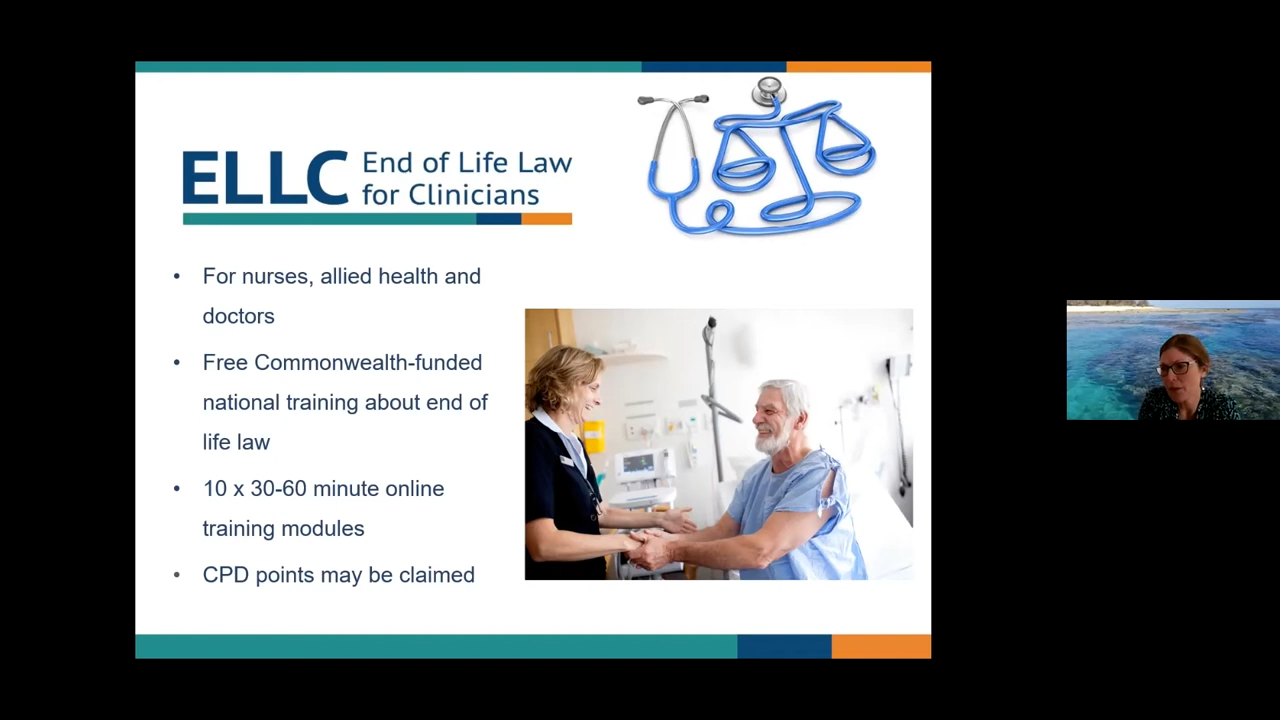 ELLC End of Life Law
for Clinicians
• For nurses, allied health and
doctors
• Free Commonwealth-funded
national training about end of
life law
• 10 x 30-60 minute online
training modules
• CPD points may be claimed